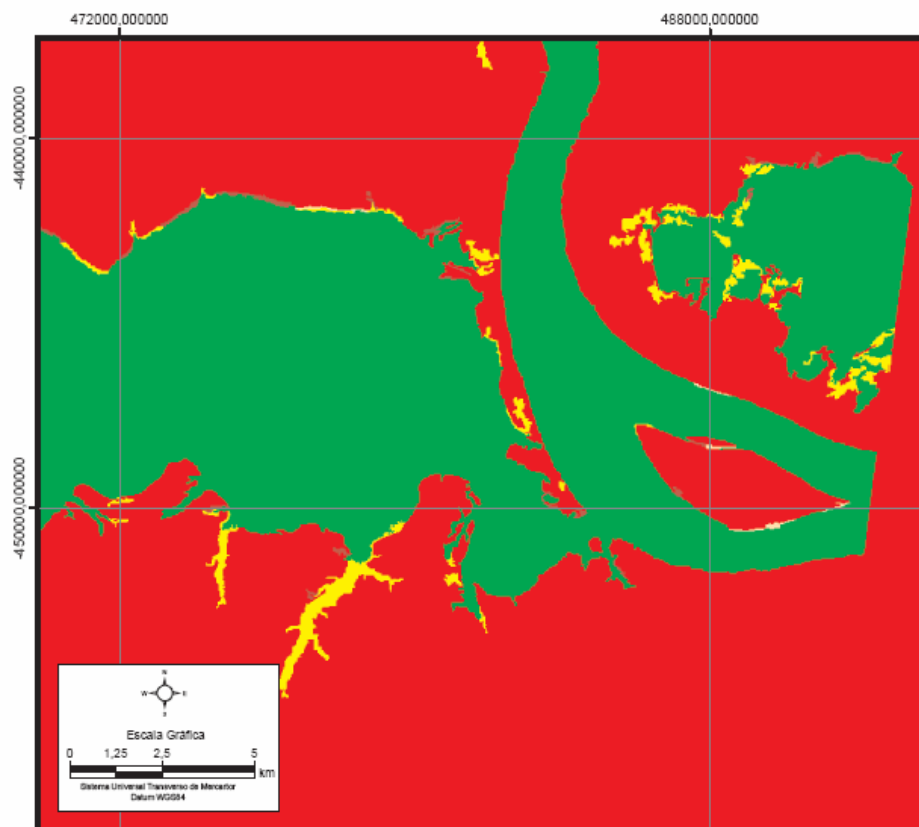 472000,000000 488000,000000
-440000,000000
-450000,000000
N
W E
S
Escala Gráfica
0 1,25 2,5 5
km
Sistema Universal Transverso de Mercartor
Datum WGS84